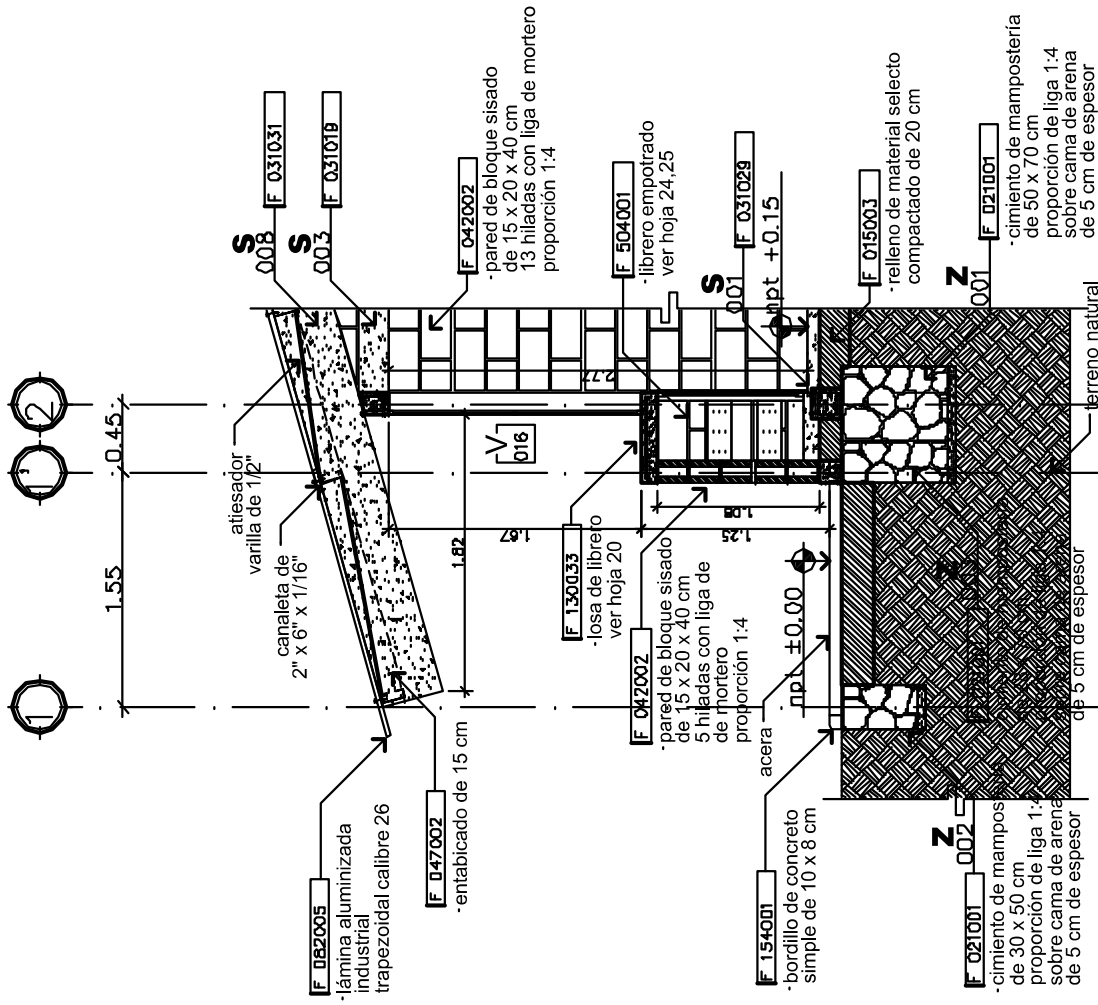 1
1'
2
1.55
0.45
atiesador
varilla de 1/2"
canaleta de
2" x 6" x 1/16"
F 082005
-lámina aluminizada
industrial
trapezoidal calibre 26
F 047002
-entabicado de 15 cm
1.82
1.67
1.25
1.08
2.77
V
016
S
008
F 031031
S
003
F 031019
F 042002
-pared de bloque sisado
de 15 x 20 x 40 cm
13 hiladas con liga de mortero
proporción 1:4
F 504001
-librero empotrado
ver hoja 24,25
S
001
F 031029
npt +0.15
F 130033
-losa de librero
ver hoja 20
F 042002
-pared de bloque sisado
de 15 x 20 x 40 cm
5 hiladas con liga de
de mortero
proporción 1:4
acera
npt ±0.00
F 154001
-bordillo de concreto
simple de 10 x 8 cm
F 015003
-relleno de material selecto
compactado de 20 cm
Z
001
F 021001
-cimiento de mampostería
de 50 x 70 cm
proporción de liga 1:4
sobre cama de arena
de 5 cm de espesor
terreno natural
Z
de 5 cm de espesor
Z
002
F 021001
-cimiento de mampostería
de 30 x 50 cm
proporción de liga 1:4
sobre cama de arena
de 5 cm de espesor